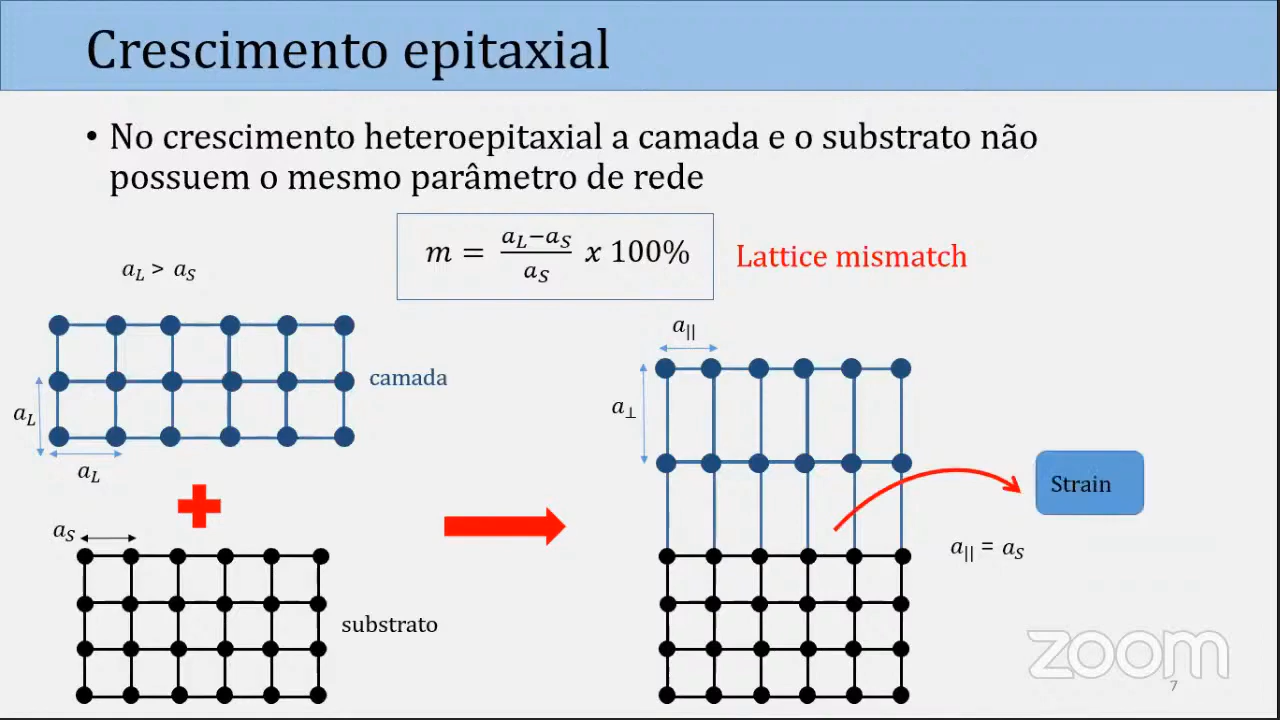 Crescimento epitaxial
• No crescimento heteroepitaxial a camada e o substrato não
possuem o mesmo parâmetro de rede
m = (a_L − a_S)/a_S x 100%
Lattice mismatch
a_L > a_S
camada
a_L
a_L
a_S
substrato
a_||
a_⊥
Strain
a_|| = a_S
zoom
7